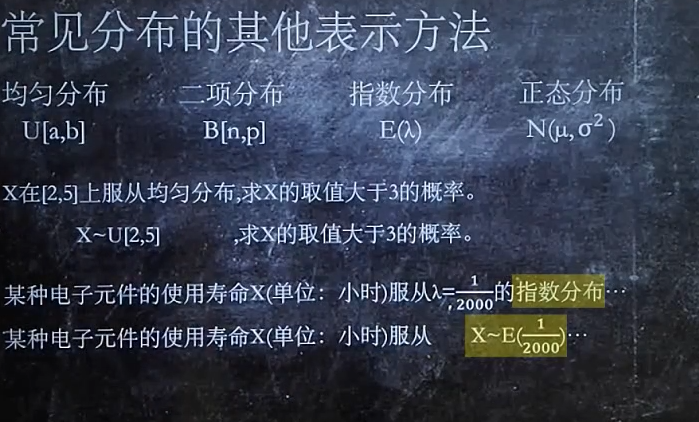 常见分布的其他表示方法
均匀分布 二项分布 指数分布 正态分布
U[a,b] B[n,p] E(λ) N(μ,σ²)
X在[2,5]上服从均匀分布,求X的取值大于3的概率。
X~U[2,5] ,求X的取值大于3的概率。
某种电子元件的使用寿命X(单位：小时)服从λ=1/2000的指数分布…
某种电子元件的使用寿命X(单位：小时)服从 X~E(1/2000)…